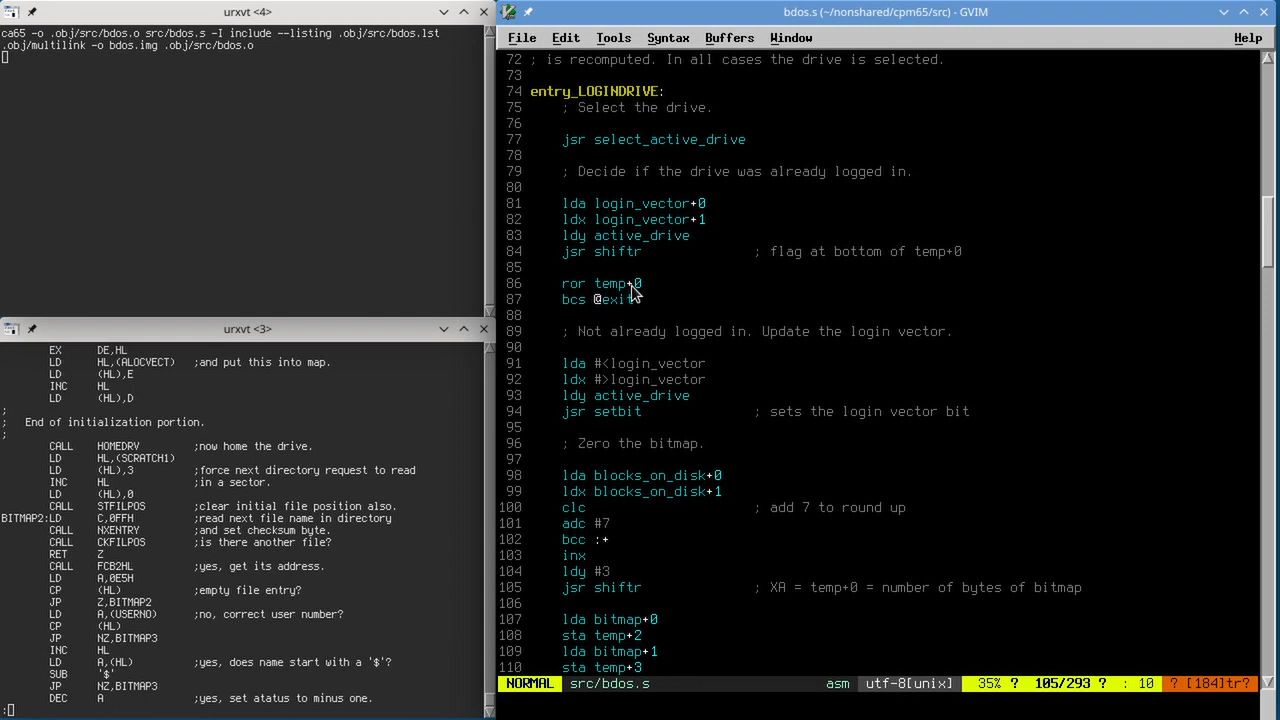 urxvt <4>
ca65 -o .obj/src/bdos.o src/bdos.s -I include --listing .obj/src/bdos.lst
.obj/multilink -o bdos.img .obj/src/bdos.o
urxvt <3>
EX DE,HL
LD HL,(ALOCVECT) ;and put this into map.
LD (HL),E
INC HL
LD (HL),D
;
; End of initialization portion.
;
CALL HOMEDRV ;now home the drive.
LD HL,(SCRATCH1)
LD (HL),3 ;force next directory request to read
INC HL ;in a sector.
LD (HL),0
CALL STFILPOS ;clear initial file position also.
BITMAP2:LD C,0FFH ;read next file name in directory
CALL NXENTRY ;and set checksum byte.
CALL CKFILPOS ;is there another file?
RET Z
CALL FCB2HL ;yes, get its address.
LD A,0E5H
CP (HL) ;empty file entry?
JP Z,BITMAP2
LD A,(USERNO) ;no, correct user number?
CP (HL)
JP NZ,BITMAP3
INC HL
LD A,(HL) ;yes, does name start with a '$'?
SUB '$'
JP NZ,BITMAP3
DEC A ;yes, set atatus to minus one.
:
bdos.s (~/nonshared/cpm65/src) - GVIM
File Edit Tools Syntax Buffers Window Help
72 ; is recomputed. In all cases the drive is selected.
73
74 entry_LOGINDRIVE:
75 ; Select the drive.
76
77 jsr select_active_drive
78
79 ; Decide if the drive was already logged in.
80
81 lda login_vector+0
82 ldx login_vector+1
83 ldy active_drive
84 jsr shiftr ; flag at bottom of temp+0
85
86 ror temp+0
87 bcs @exit
88
89 ; Not already logged in. Update the login vector.
90
91 lda #<login_vector
92 ldx #>login_vector
93 ldy active_drive
94 jsr setbit ; sets the login vector bit
95
96 ; Zero the bitmap.
97
98 lda blocks_on_disk+0
99 ldx blocks_on_disk+1
100 clc ; add 7 to round up
101 adc #7
102 bcc :+
103 inx
104 ldy #3
105 jsr shiftr ; XA = temp+0 = number of bytes of bitmap
106
107 lda bitmap+0
108 sta temp+2
109 lda bitmap+1
110 sta temp+3
NORMAL src/bdos.s asm utf-8[unix] 35% ? 105/293 ? : 10 ? [184]tr?